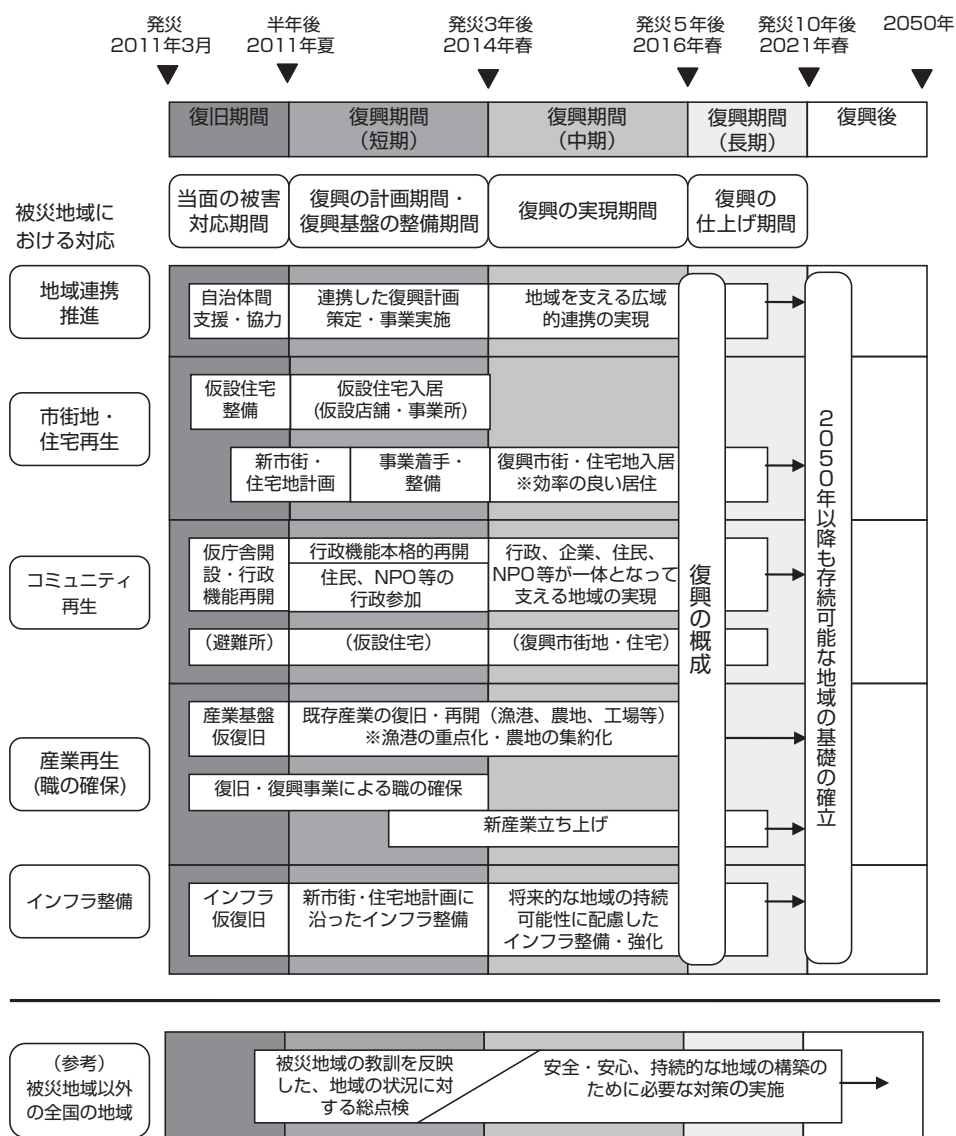 発災
2011年3月
半年後
2011年夏
発災3年後
2014年春
発災5年後
2016年春
発災10年後
2021年春
2050年
復旧期間
復興期間
(短期)
復興期間
(中期)
復興期間
(長期)
復興後
被災地域に
おける対応
当面の被害
対応期間
復興の計画期間・
復興基盤の整備期間
復興の実現期間
復興の
仕上げ期間
地域連携
推進
自治体間
支援・協力
連携した復興計画
策定・事業実施
地域を支える広域
的連携の実現
市街地・
住宅再生
仮設住宅
整備
仮設住宅入居
(仮設店舗・事業所)
新市街・
住宅地計画
事業着手・
整備
復興市街・住宅地入居
※効率の良い居住
コミュニティ
再生
仮庁舎開
設・行政
機能再開
行政機能本格的再開
住民、NPO等の
行政参加
行政、企業、住民、
NPO等が一体となって
支える地域の実現
(避難所)
(仮設住宅)
(復興市街地・住宅)
産業再生
(職の確保)
産業基盤
仮復旧
既存産業の復旧・再開(漁港、農地、工場等)
※漁港の重点化・農地の集約化
復旧・復興事業による職の確保
新産業立ち上げ
インフラ整備
インフラ
仮復旧
新市街・住宅地計画に
沿ったインフラ整備
将来的な地域の持続
可能性に配慮した
インフラ整備・強化
復興の概成
2050年以降も存続可能な地域の基礎の確立
(参考)
被災地域以外
の全国の地域
被災地域の教訓を反映
した、地域の状況に対
する総点検
安全・安心、持続的な地域の構築の
ために必要な対策の実施